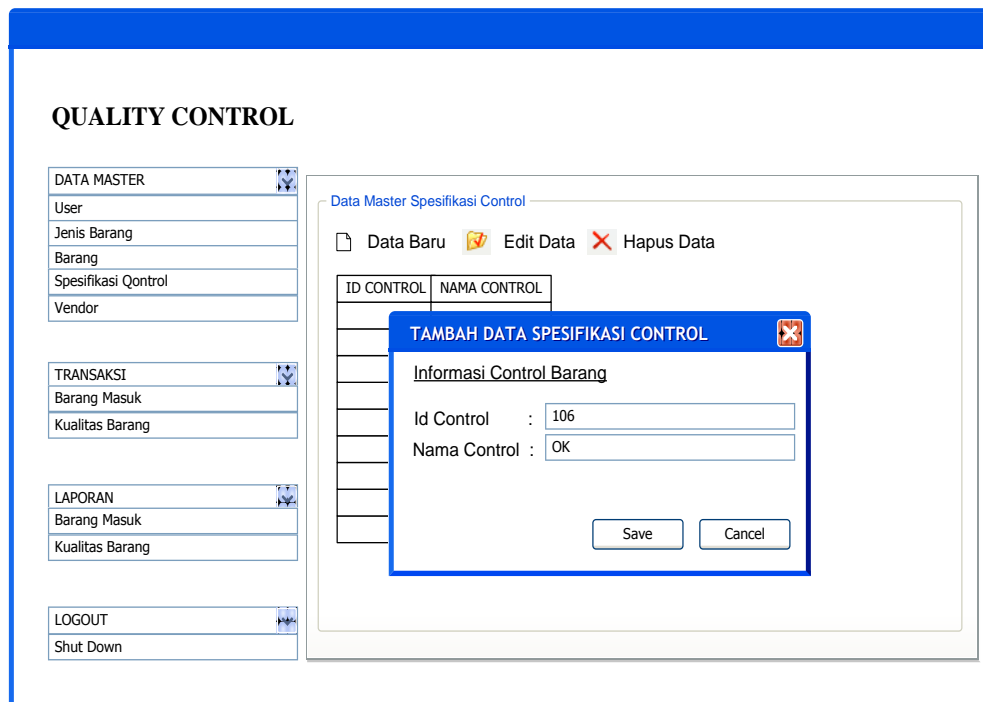 QUALITY CONTROL
DATA MASTER
User
Jenis Barang
Barang
Spesifikasi Qontrol
Vendor
TRANSAKSI
Barang Masuk
Kualitas Barang
LAPORAN
Barang Masuk
Kualitas Barang
LOGOUT
Shut Down
Data Master Spesifikasi Control
Data Baru Edit Data Hapus Data
ID CONTROL NAMA CONTROL
TAMBAH DATA SPESIFIKASI CONTROL
Informasi Control Barang
Id Control : 106
Nama Control : OK
Save Cancel